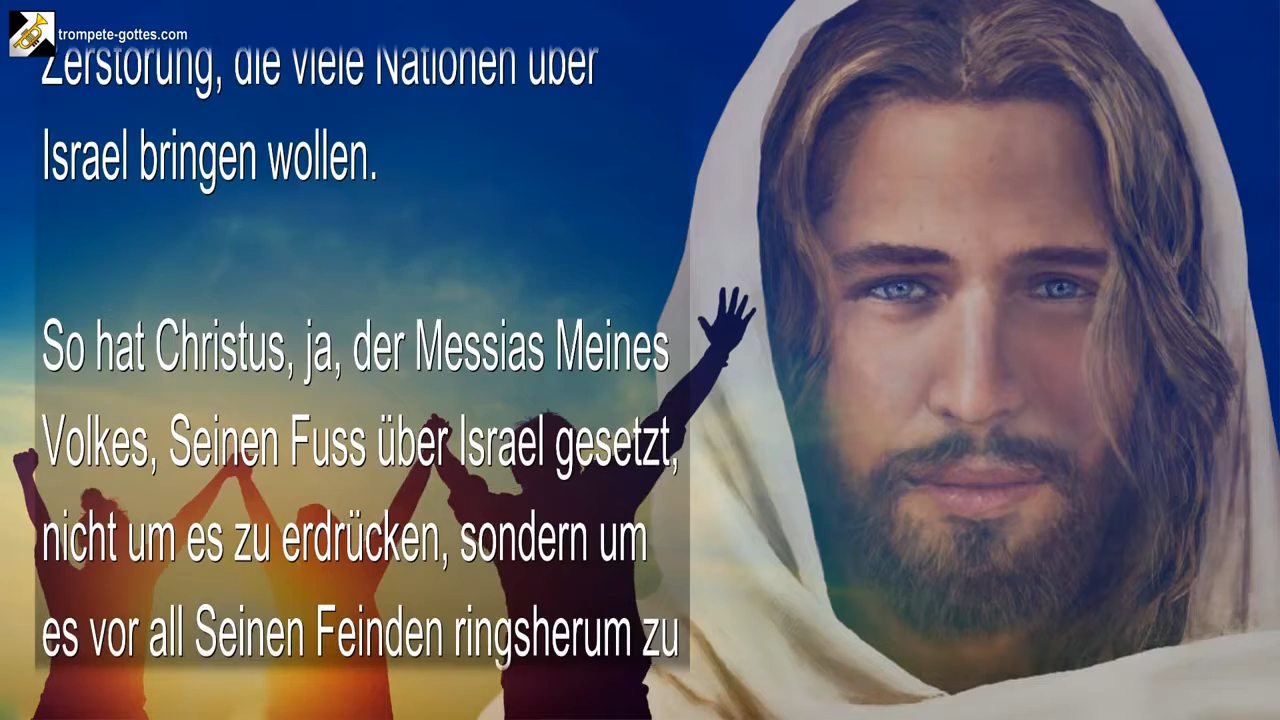 trompete-gottes.com
Zerstörung, die viele Nationen über
Israel bringen wollen.
So hat Christus, ja, der Messias Meines
Volkes, Seinen Fuss über Israel gesetzt,
nicht um es zu erdrücken, sondern um
es vor all Seinen Feinden ringsherum zu